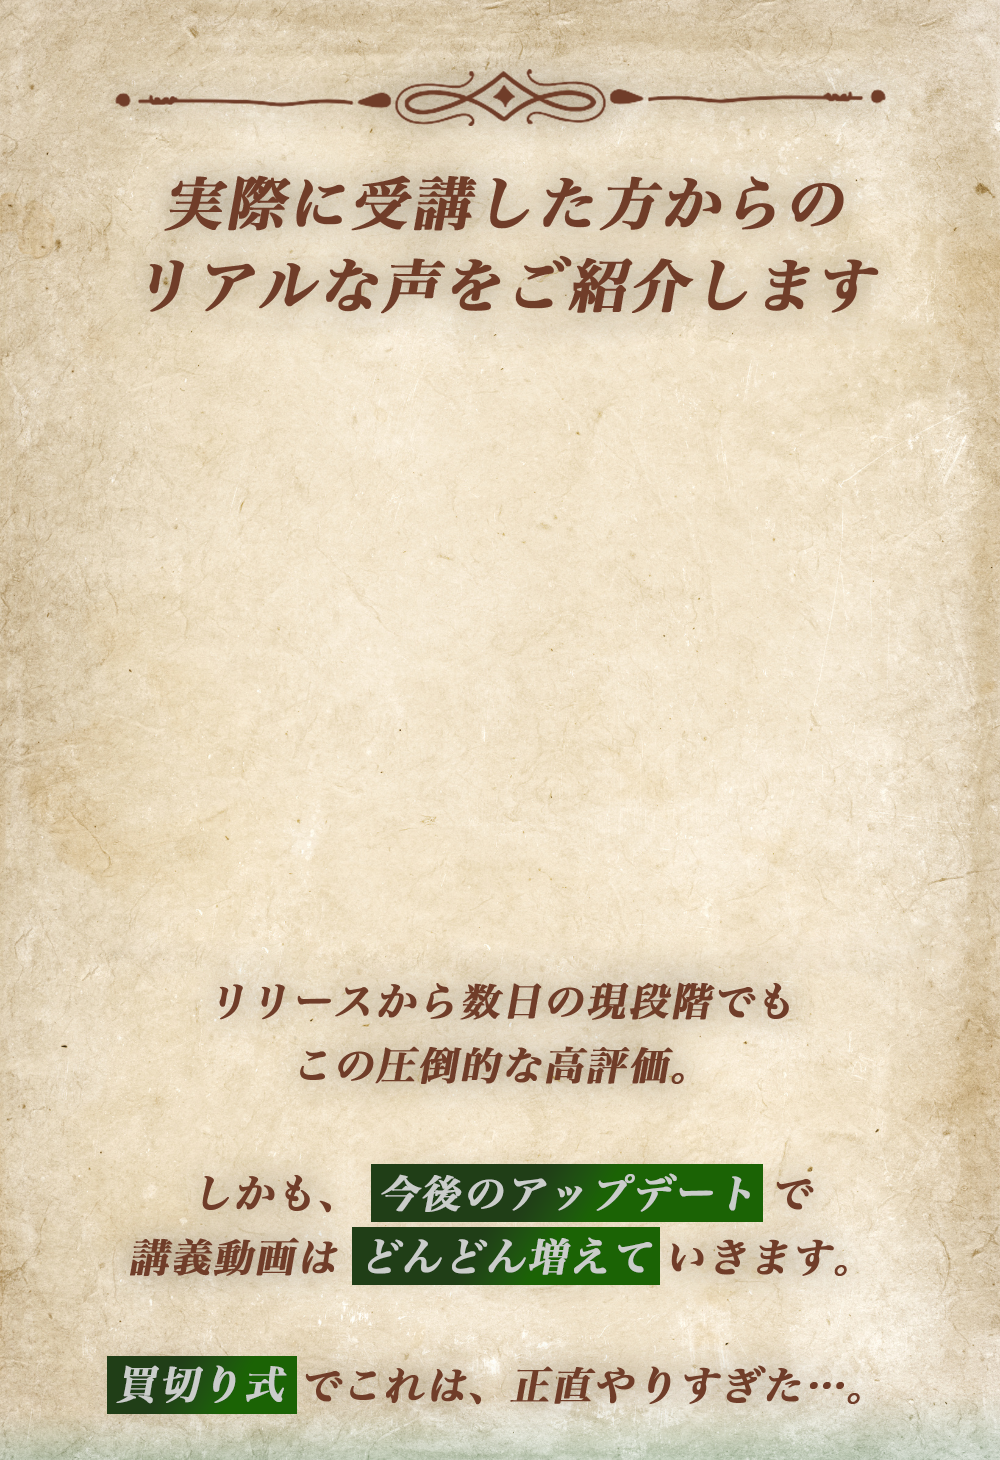 実際に受講した方からの
リアルな声をご紹介します
リリースから数日の現段階でも
この圧倒的な高評価。
しかも、今後のアップデートで
講義動画はどんどん増えていきます。
買切り式でこれは、正直やりすぎた…。